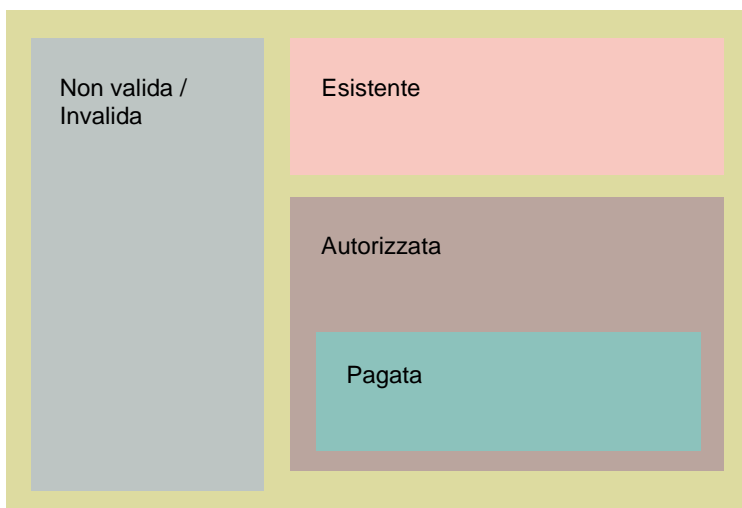 Non valida /
Invalida
Esistente
Autorizzata
Pagata